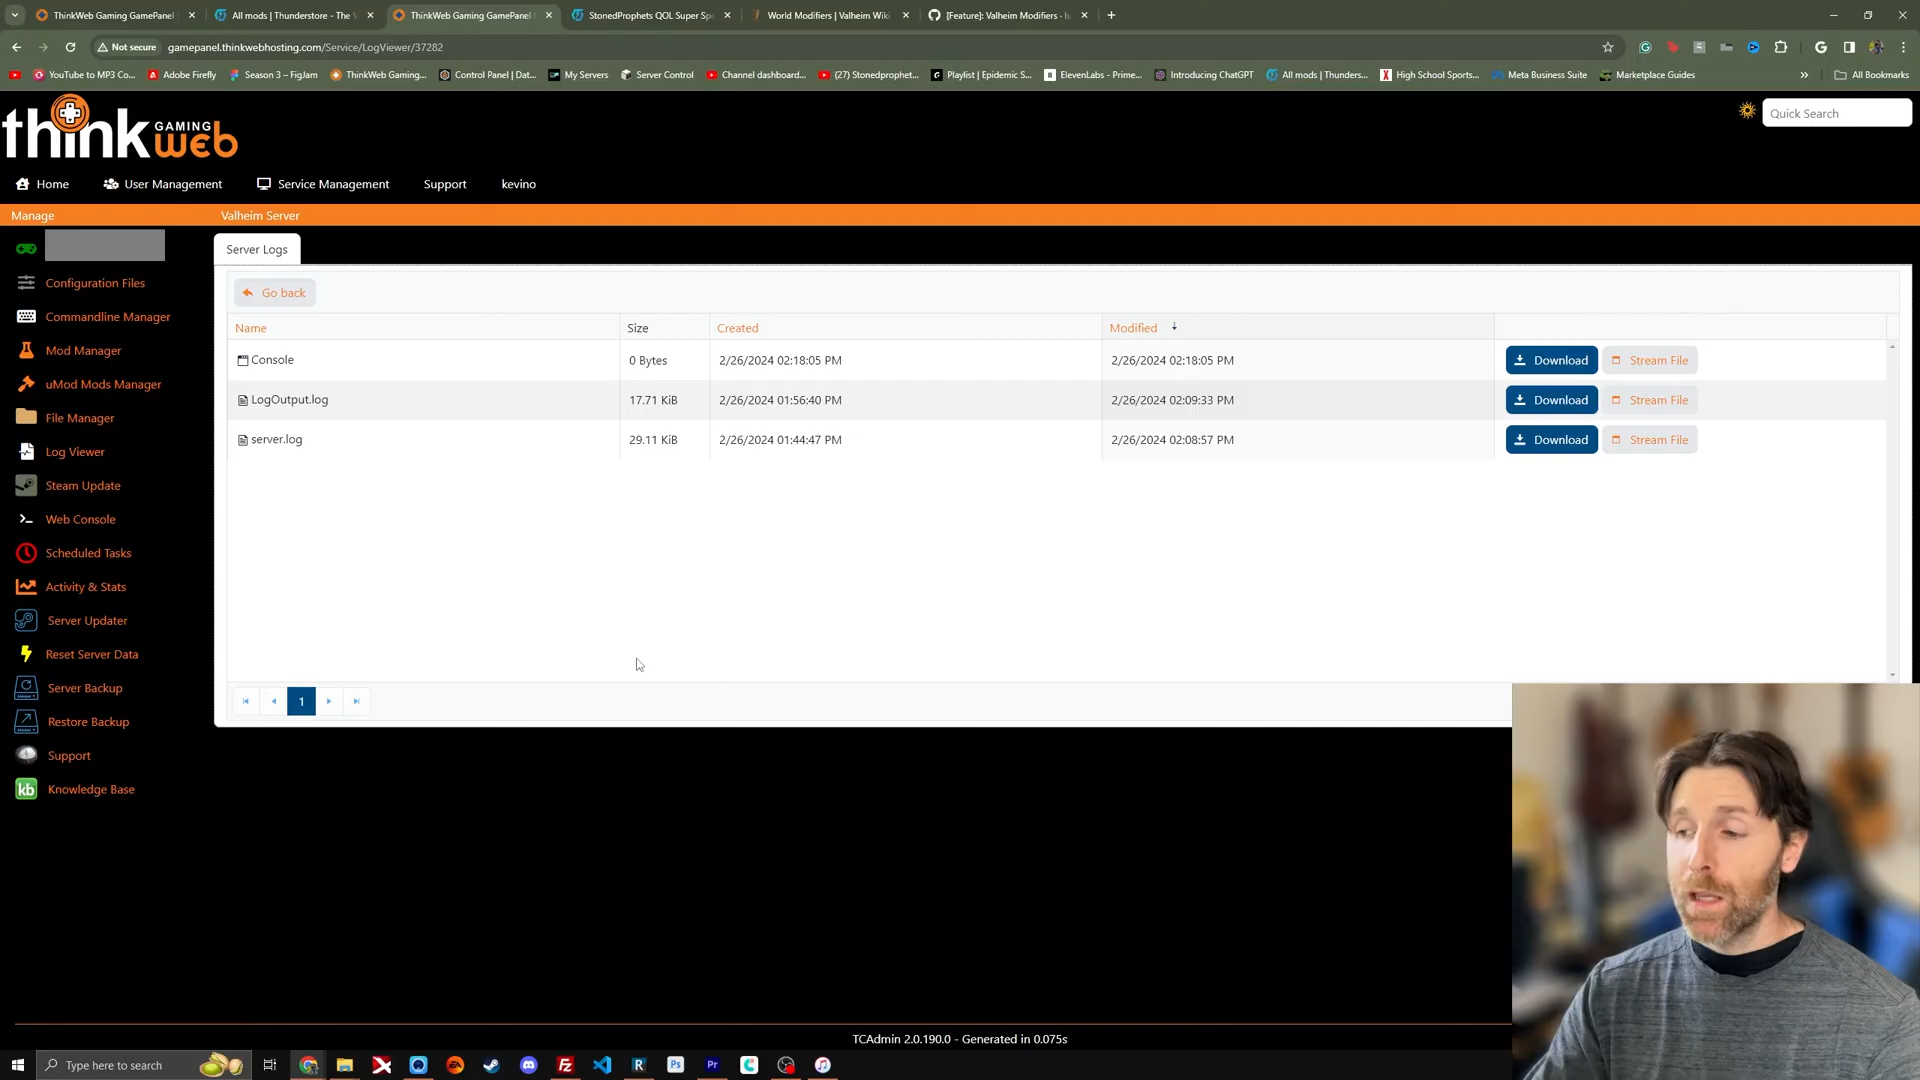 ThinkWeb Gaming GamePanel
All mods | Thunderstore - The V
ThinkWeb Gaming GamePanel
StonedProphets QOL Super Sp
World Modifiers | Valheim Wiki
[Feature]: Valheim Modifiers · Is
Not secure
gamepanel.thinkwebhosting.com/Service/LogViewer/37282
YouTube to MP3 Co...
Adobe Firefly
Season 3 – FigJam
ThinkWeb Gaming...
Control Panel | Dat...
My Servers
Server Control
Channel dashboard...
(27) Stonedprophet...
Playlist | Epidemic S...
ElevenLabs - Prime...
Introducing ChatGPT
All mods | Thunders...
High School Sports...
Meta Business Suite
Marketplace Guides
All Bookmarks
think GAMING web
Quick Search
Home
User Management
Service Management
Support
kevino
Manage
Valheim Server
Configuration Files
Commandline Manager
Mod Manager
uMod Mods Manager
File Manager
Log Viewer
Steam Update
Web Console
Scheduled Tasks
Activity & Stats
Server Updater
Reset Server Data
Server Backup
Restore Backup
Support
kb Knowledge Base
Server Logs
Go back
Name Size Created Modified
Console 0 Bytes 2/26/2024 02:18:05 PM 2/26/2024 02:18:05 PM Download Stream File
LogOutput.log 17.71 KiB 2/26/2024 01:56:40 PM 2/26/2024 02:09:33 PM Download Stream File
server.log 29.11 KiB 2/26/2024 01:44:47 PM 2/26/2024 02:08:57 PM Download Stream File
1
TCAdmin 2.0.190.0 - Generated in 0.075s
Type here to search